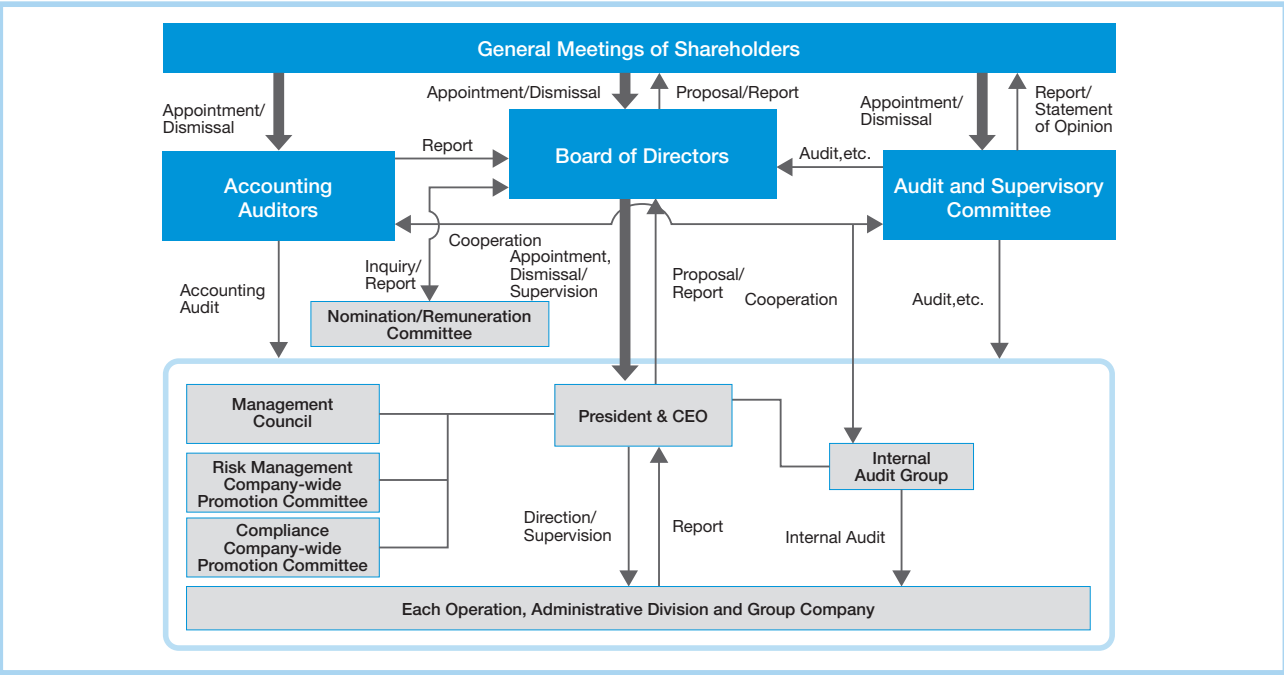 General Meetings of Shareholders
Appointment/
Dismissal
Appointment/Dismissal
Proposal/Report
Appointment/
Dismissal
Report/
Statement
of Opinion
Accounting
Auditors
Report
Board of Directors
Audit,etc.
Audit and Supervisory
Committee
Cooperation
Inquiry/
Report
Appointment,
Dismissal/
Supervision
Proposal/
Report
Cooperation
Audit,etc.
Accounting
Audit
Nomination/Remuneration
Committee
Management
Council
President & CEO
Risk Management
Company-wide
Promotion Committee
Internal
Audit Group
Compliance
Company-wide
Promotion Committee
Direction/
Supervision
Report
Internal Audit
Each Operation, Administrative Division and Group Company